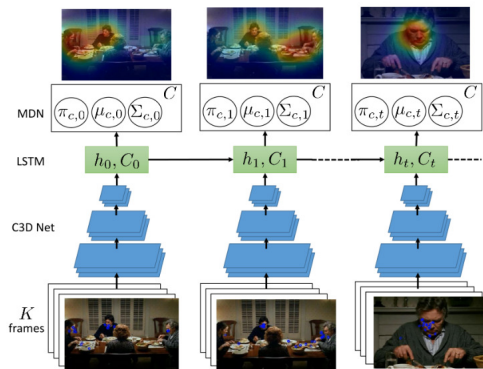 C C C
MDN π_{c,0} μ_{c,0} Σ_{c,0} π_{c,1} μ_{c,1} Σ_{c,1} π_{c,t} μ_{c,t} Σ_{c,t}
LSTM h_0, C_0 h_1, C_1 h_t, C_t
C3D Net
K
frames